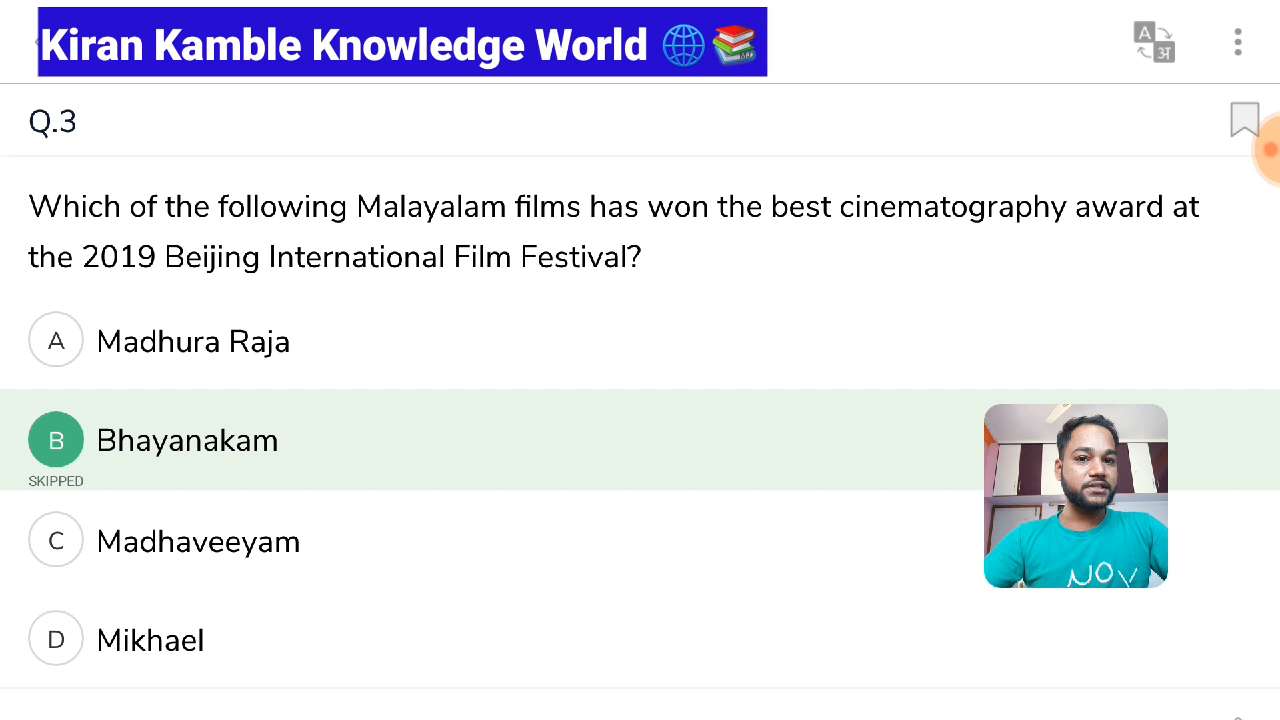 Kiran Kamble Knowledge World
Q.3
Which of the following Malayalam films has won the best cinematography award at
the 2019 Beijing International Film Festival?
A Madhura Raja
B Bhayanakam
SKIPPED
C Madhaveeyam
D Mikhael
A अ
NOV